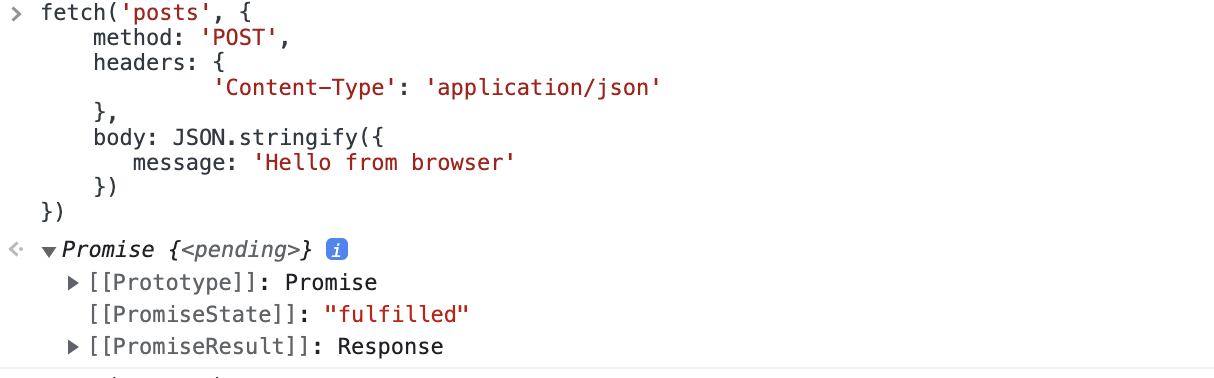 > fetch('posts', {
method: 'POST',
headers: {
'Content-Type': 'application/json'
},
body: JSON.stringify({
message: 'Hello from browser'
})
})
Promise {<pending>} i
[[Prototype]]: Promise
[[PromiseState]]: "fulfilled"
[[PromiseResult]]: Response